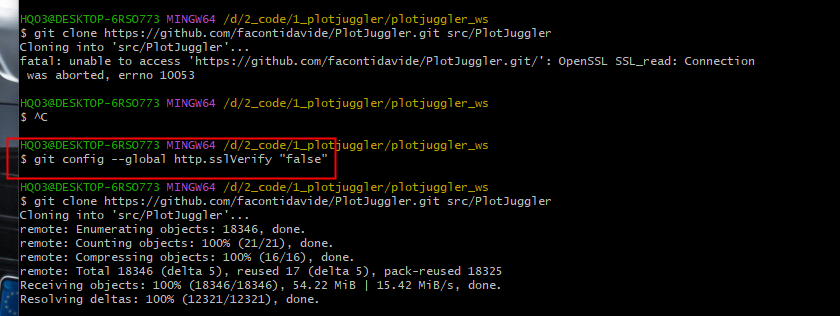 HQO3@DESKTOP-6RSO773 MINGW64 /d/2_code/1_plotjuggler/plotjuggler_ws
$ git clone https://github.com/facontidavide/PlotJuggler.git src/PlotJuggler
Cloning into 'src/PlotJuggler'...
fatal: unable to access 'https://github.com/facontidavide/PlotJuggler.git/': OpenSSL SSL_read: Connection
was aborted, errno 10053
HQO3@DESKTOP-6RSO773 MINGW64 /d/2_code/1_plotjuggler/plotjuggler_ws
$ ^C
HQO3@DESKTOP-6RSO773 MINGW64 /d/2_code/1_plotjuggler/plotjuggler_ws
$ git config --global http.sslVerify "false"
HQO3@DESKTOP-6RSO773 MINGW64 /d/2_code/1_plotjuggler/plotjuggler_ws
$ git clone https://github.com/facontidavide/PlotJuggler.git src/PlotJuggler
Cloning into 'src/PlotJuggler'...
remote: Enumerating objects: 18346, done.
remote: Counting objects: 100% (21/21), done.
remote: Compressing objects: 100% (16/16), done.
remote: Total 18346 (delta 5), reused 17 (delta 5), pack-reused 18325
Receiving objects: 100% (18346/18346), 54.22 MiB | 15.42 MiB/s, done.
Resolving deltas: 100% (12321/12321), done.